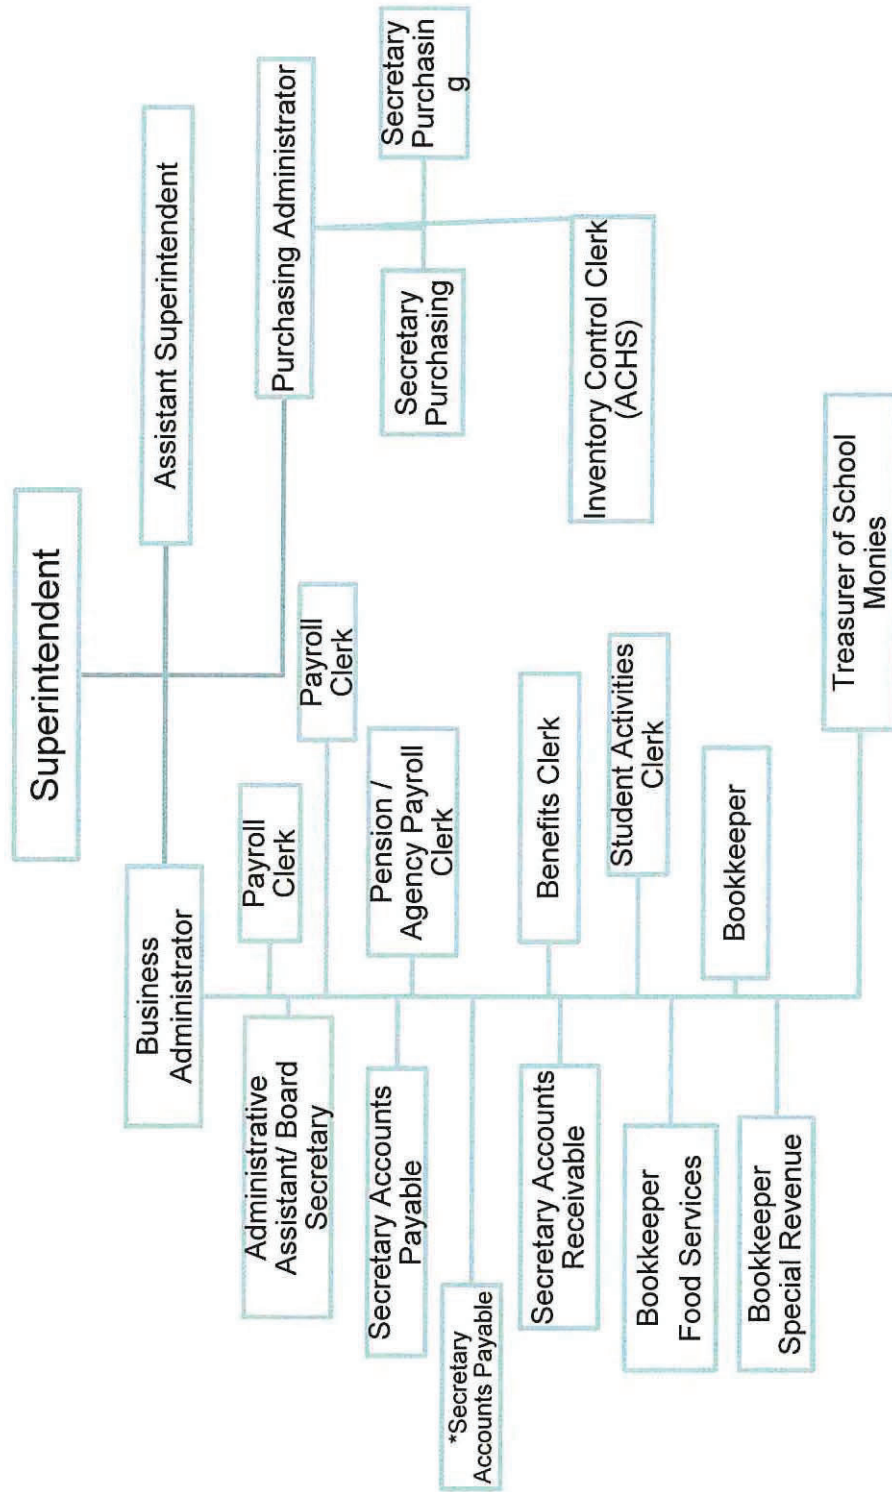 Superintendent
Business
Administrator
Assistant Superintendent
Purchasing Administrator
Payroll
Clerk
Administrative
Assistant/ Board
Secretary
Payroll
Clerk
Secretary Accounts
Payable
Pension /
Agency Payroll
Clerk
Secretary
Purchasing
Secretary
Purchasin
g
*Secretary
Accounts Payable
Secretary Accounts
Receivable
Benefits Clerk
Inventory Control Clerk
(ACHS)
Student Activities
Clerk
Bookkeeper
Food Services
Bookkeeper
Bookkeeper
Special Revenue
Treasurer of School
Monies